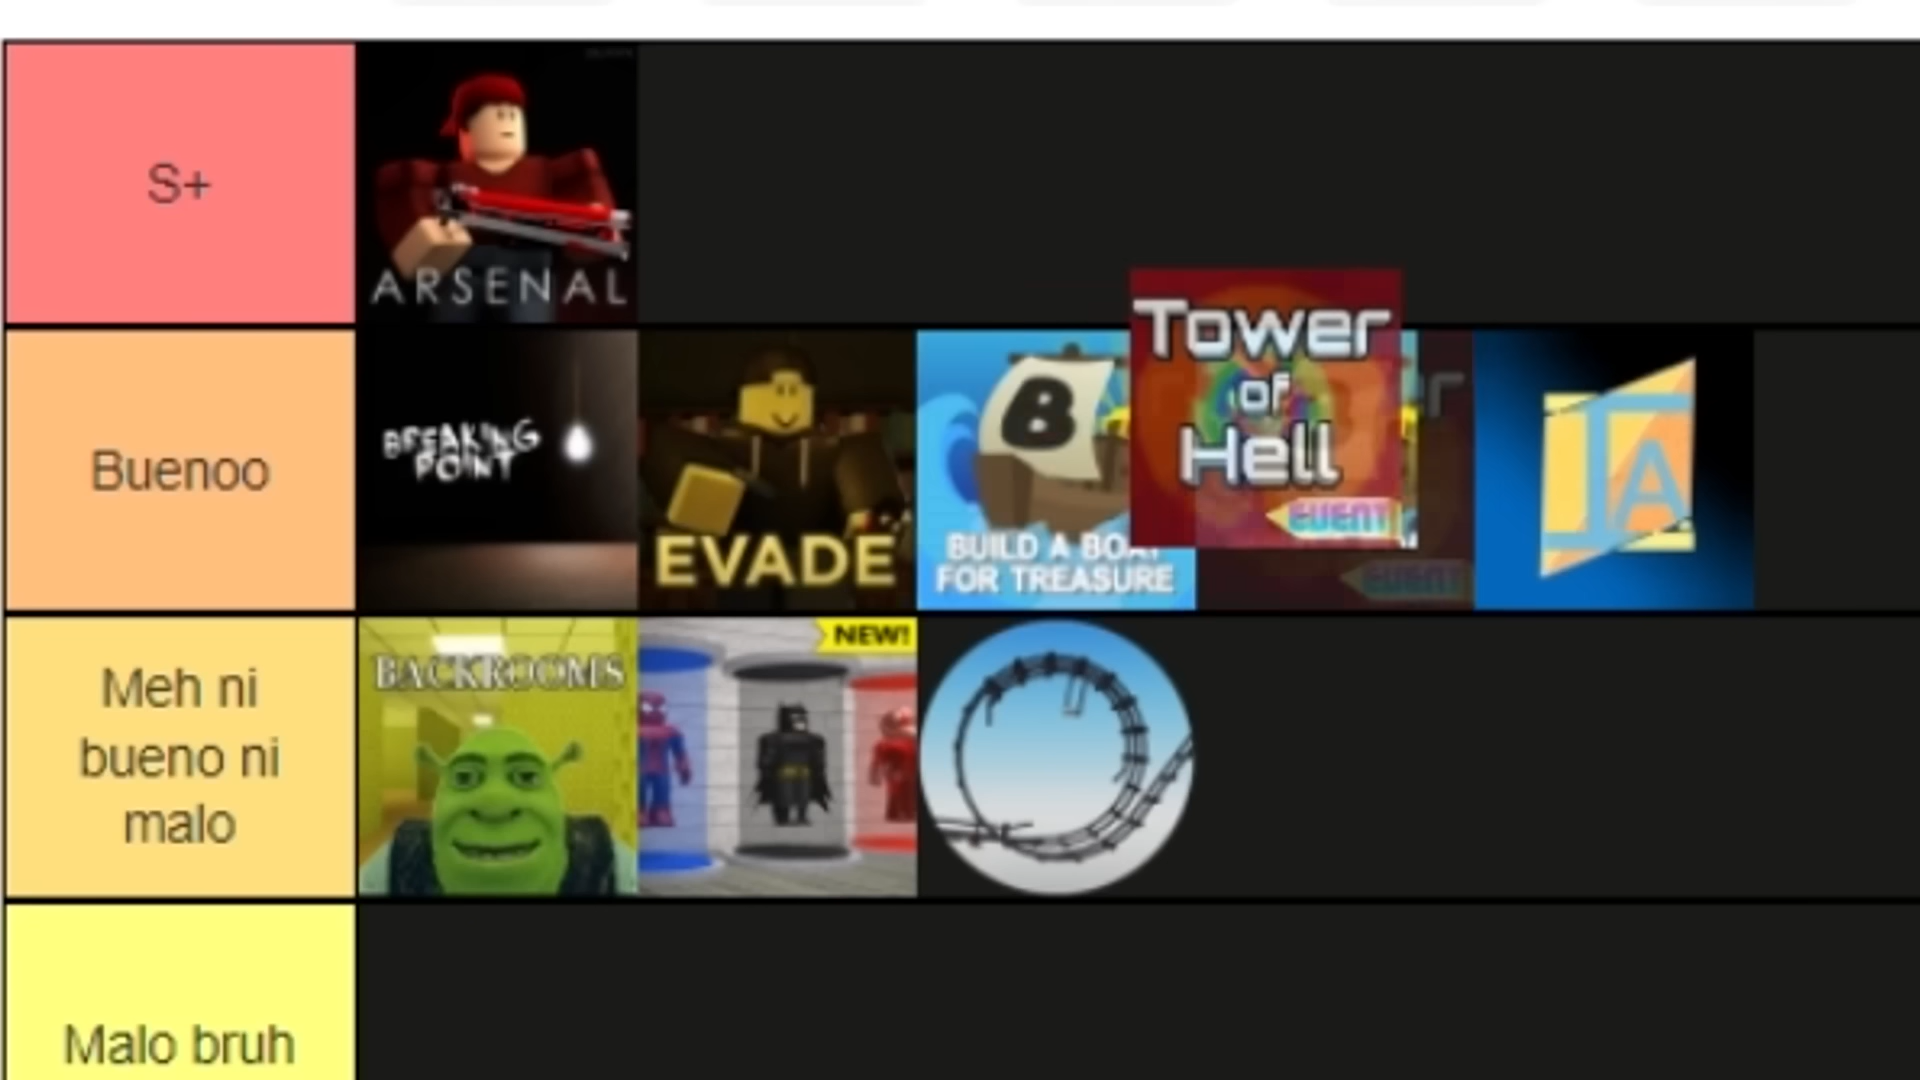 S+
ARSENAL
Buenoo
BREAKING
POINT
EVADE
B
BUILD A BOAT
FOR TREASURE
Tower
of
Hell
EVENT
r
EVENT
A
Meh ni
bueno ni
malo
BACKROOMS
NEW!
Malo bruh